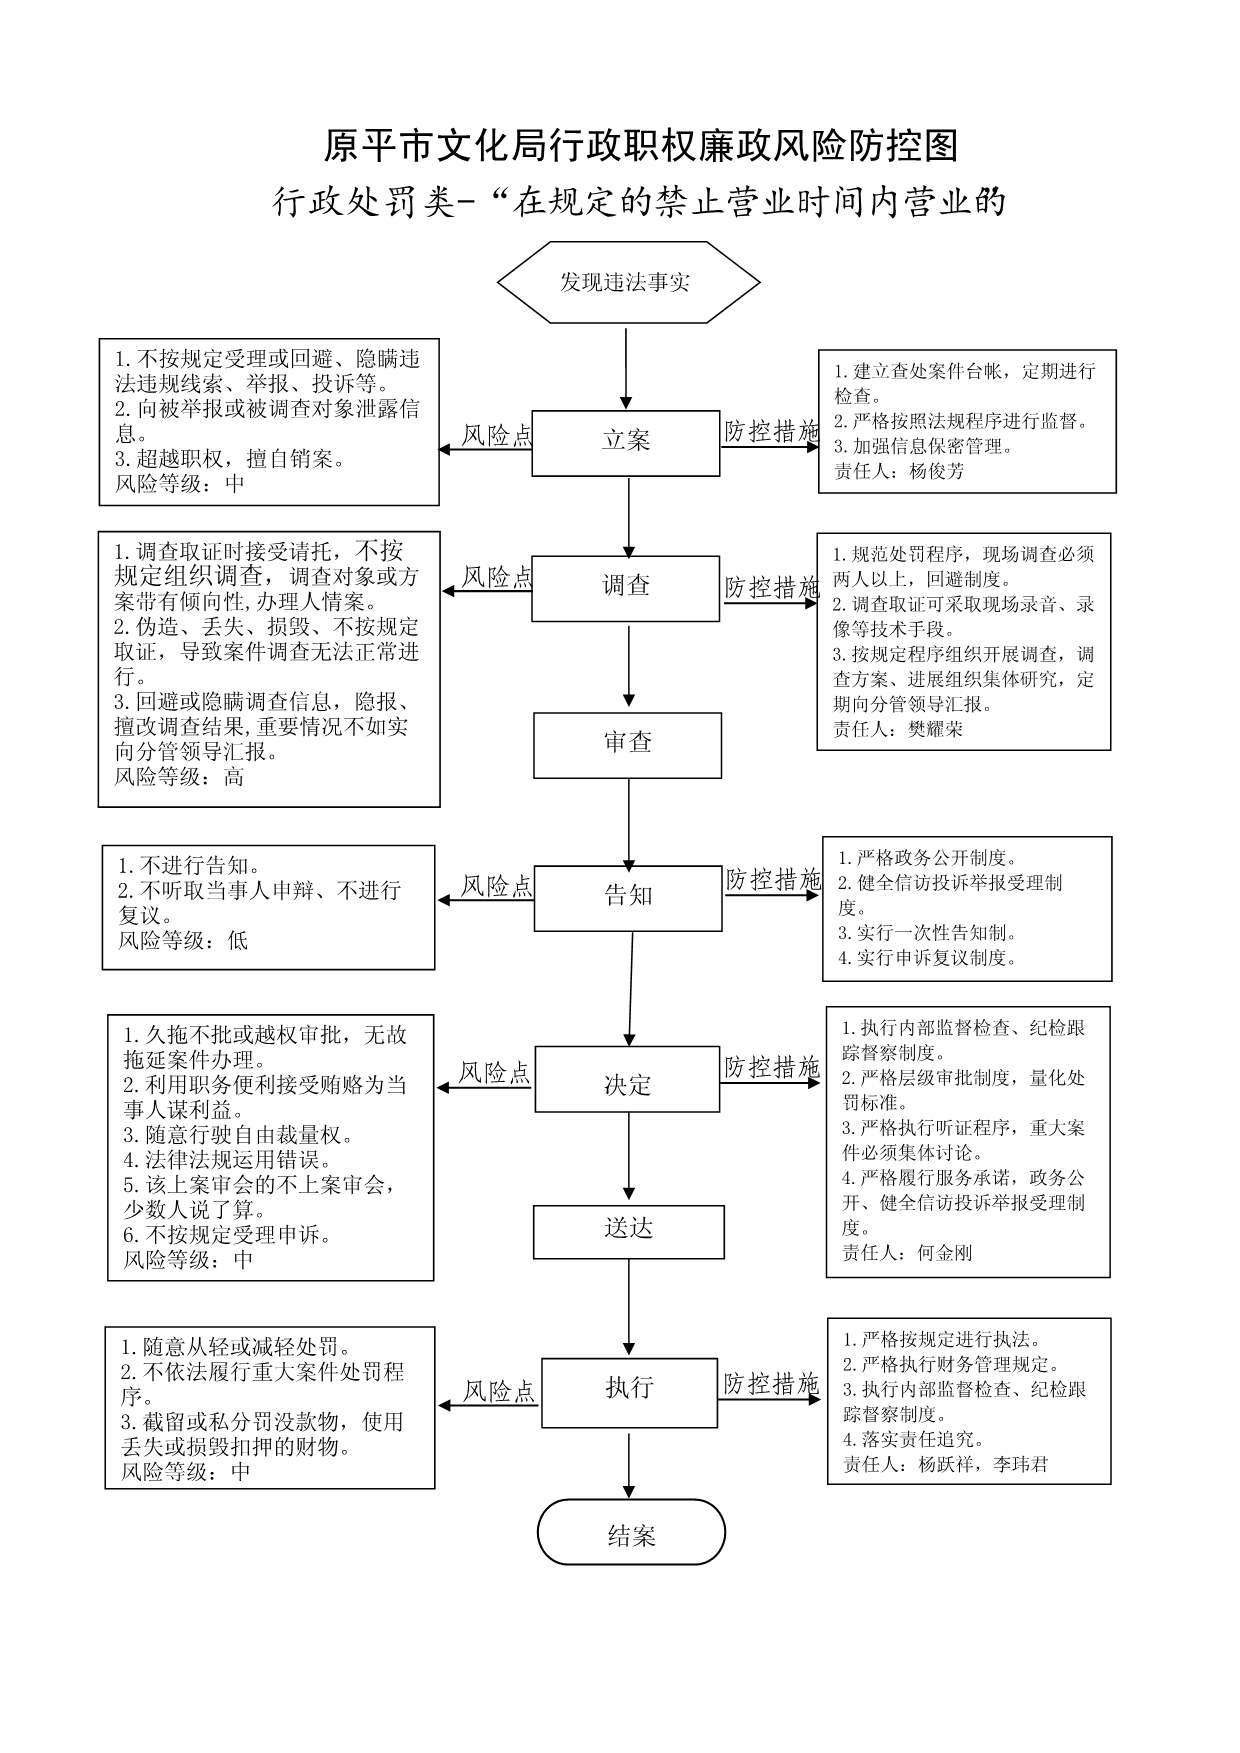 原平市文化局行政职权廉政风险防控图
行政处罚类-“在规定的禁止营业时间内营业的”
发现违法事实
1.不按规定受理或回避、隐瞒违
法违规线索、举报、投诉等。
2.向被举报或被调查对象泄露信
息。
3.超越职权，擅自销案。
风险等级：中
风险点
立案
防控措施
1.建立查处案件台帐，定期进行
检查。
2.严格按照法规程序进行监督。
3.加强信息保密管理。
责任人：杨俊芳
1.调查取证时接受请托，不按
规定组织调查，调查对象或方
案带有倾向性,办理人情案。
2.伪造、丢失、损毁、不按规定
取证，导致案件调查无法正常进
行。
3.回避或隐瞒调查信息，隐报、
擅改调查结果,重要情况不如实
向分管领导汇报。
风险等级：高
风险点
调查
防控措施
1.规范处罚程序，现场调查必须
两人以上，回避制度。
2.调查取证可采取现场录音、录
像等技术手段。
3.按规定程序组织开展调查，调
查方案、进展组织集体研究，定
期向分管领导汇报。
责任人：樊耀荣
审查
1.不进行告知。
2.不听取当事人申辩、不进行
复议。
风险等级：低
风险点
告知
防控措施
1.严格政务公开制度。
2.健全信访投诉举报受理制
度。
3.实行一次性告知制。
4.实行申诉复议制度。
1.久拖不批或越权审批，无故
拖延案件办理。
2.利用职务便利接受贿赂为当
事人谋利益。
3.随意行驶自由裁量权。
4.法律法规运用错误。
5.该上案审会的不上案审会，
少数人说了算。
6.不按规定受理申诉。
风险等级：中
风险点
决定
防控措施
1.执行内部监督检查、纪检跟
踪督察制度。
2.严格层级审批制度，量化处
罚标准。
3.严格执行听证程序，重大案
件必须集体讨论。
4.严格履行服务承诺，政务公
开、健全信访投诉举报受理制
度。
责任人：何金刚
送达
1.随意从轻或减轻处罚。
2.不依法履行重大案件处罚程
序。
3.截留或私分罚没款物，使用
丢失或损毁扣押的财物。
风险等级：中
风险点
执行
防控措施
1.严格按规定进行执法。
2.严格执行财务管理规定。
3.执行内部监督检查、纪检跟
踪督察制度。
4.落实责任追究。
责任人：杨跃祥，李玮君
结案